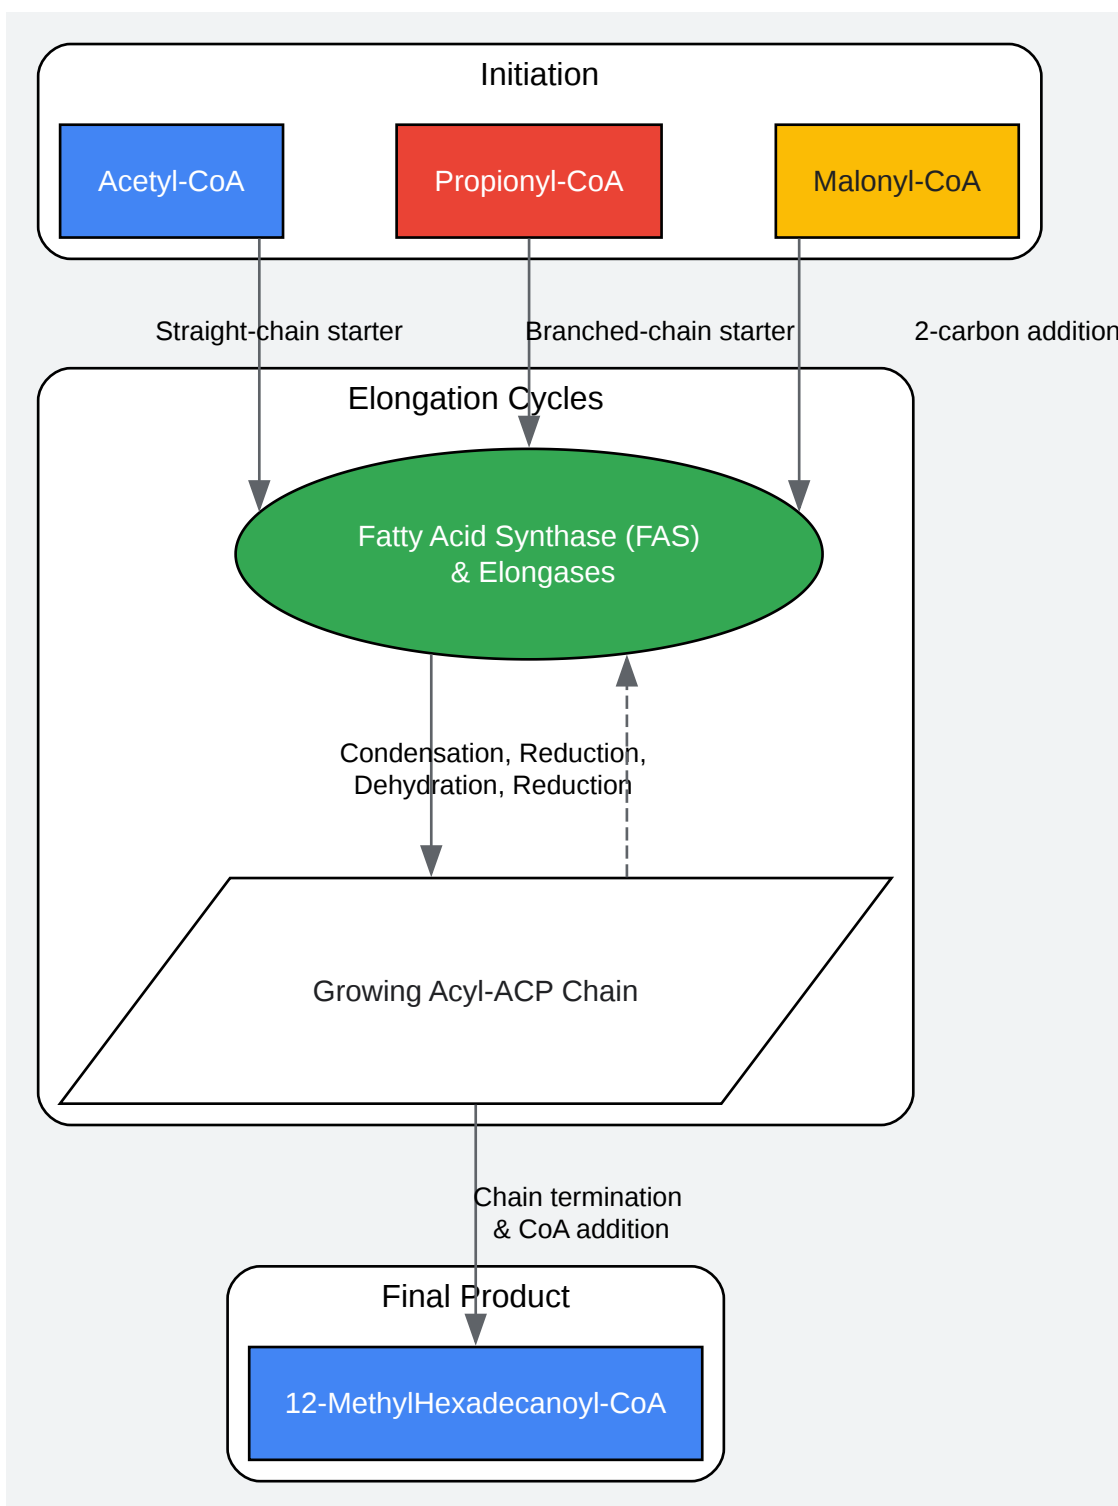 Initiation
Acetyl-CoA
Propionyl-CoA
Malonyl-CoA
Straight-chain starter
Branched-chain starter
2-carbon addition
Elongation Cycles
Fatty Acid Synthase (FAS)
& Elongases
Condensation, Reduction,
Dehydration, Reduction
Growing Acyl-ACP Chain
Chain termination
& CoA addition
Final Product
12-MethylHexadecanoyl-CoA